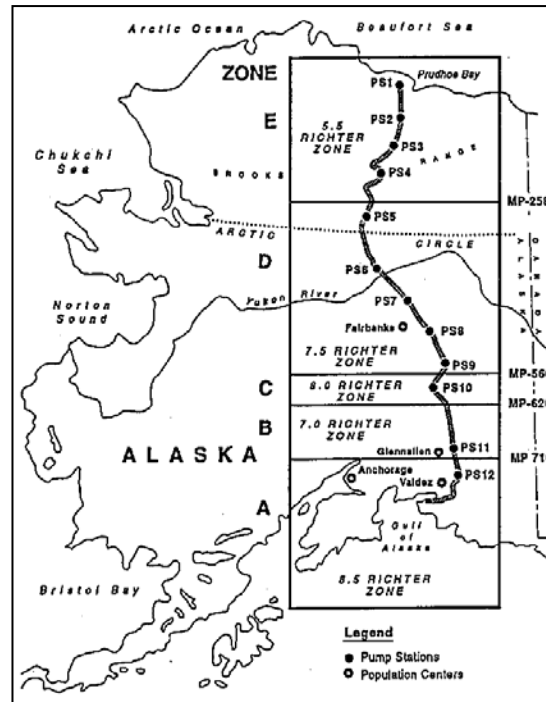 Arctic Ocean
Beaufort Sea
ZONE
Prudhoe Bay
PS1
E
PS2
5.5
RICHTER
ZONE
PS3
RANGE
Chukchi
Sea
BROOKS
PS4
MP-258
PS5
ARCTIC
CIRCLE
CANADA
ALASKA
D
PS6
Norton
Sound
Yukon River
PS7
Fairbanks
PS8
7.5 RICHTER
ZONE
PS9
MP-560
C
8.0 RICHTER
ZONE
PS10
MP-620
B
7.0 RICHTER
ZONE
ALASKA
Glennallen
PS11
MP 710
Anchorage
PS12
Valdez
A
Gulf
of
Alaska
Bristol Bay
8.5 RICHTER
ZONE
Legend
Pump Stations
Population Centers